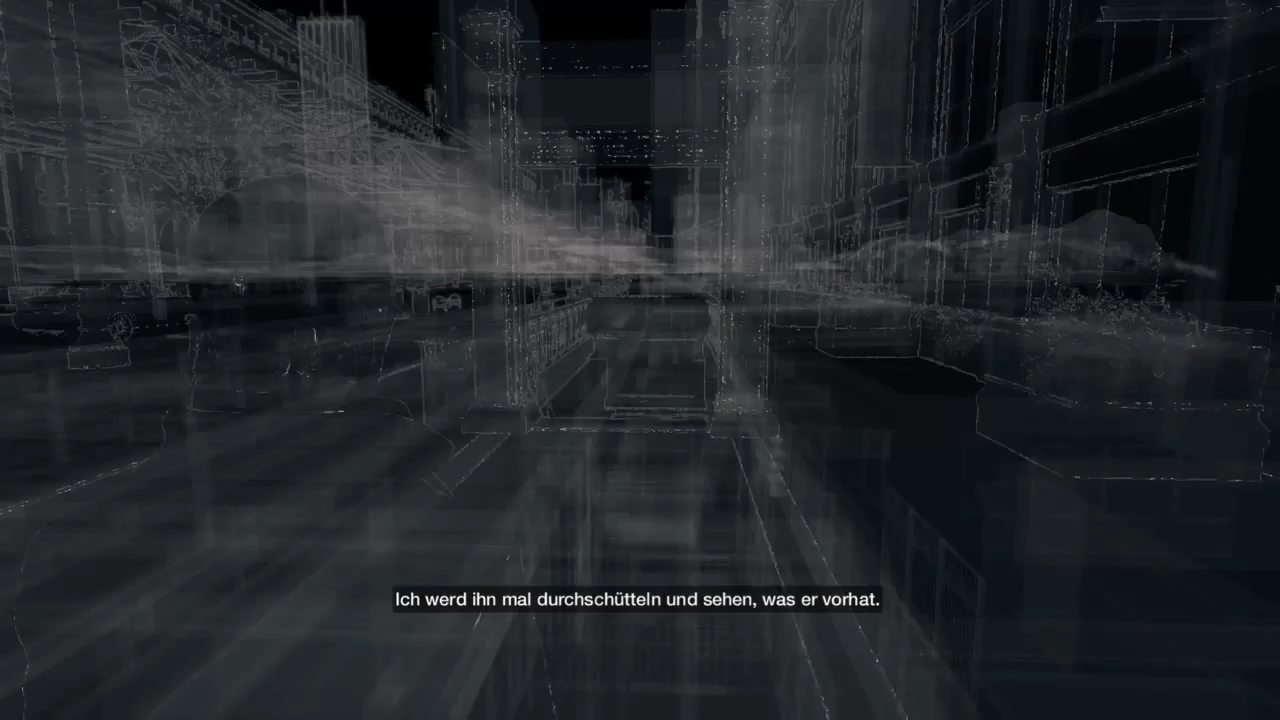 Ich werd ihn mal durchschütteln und sehen, was er vorhat.